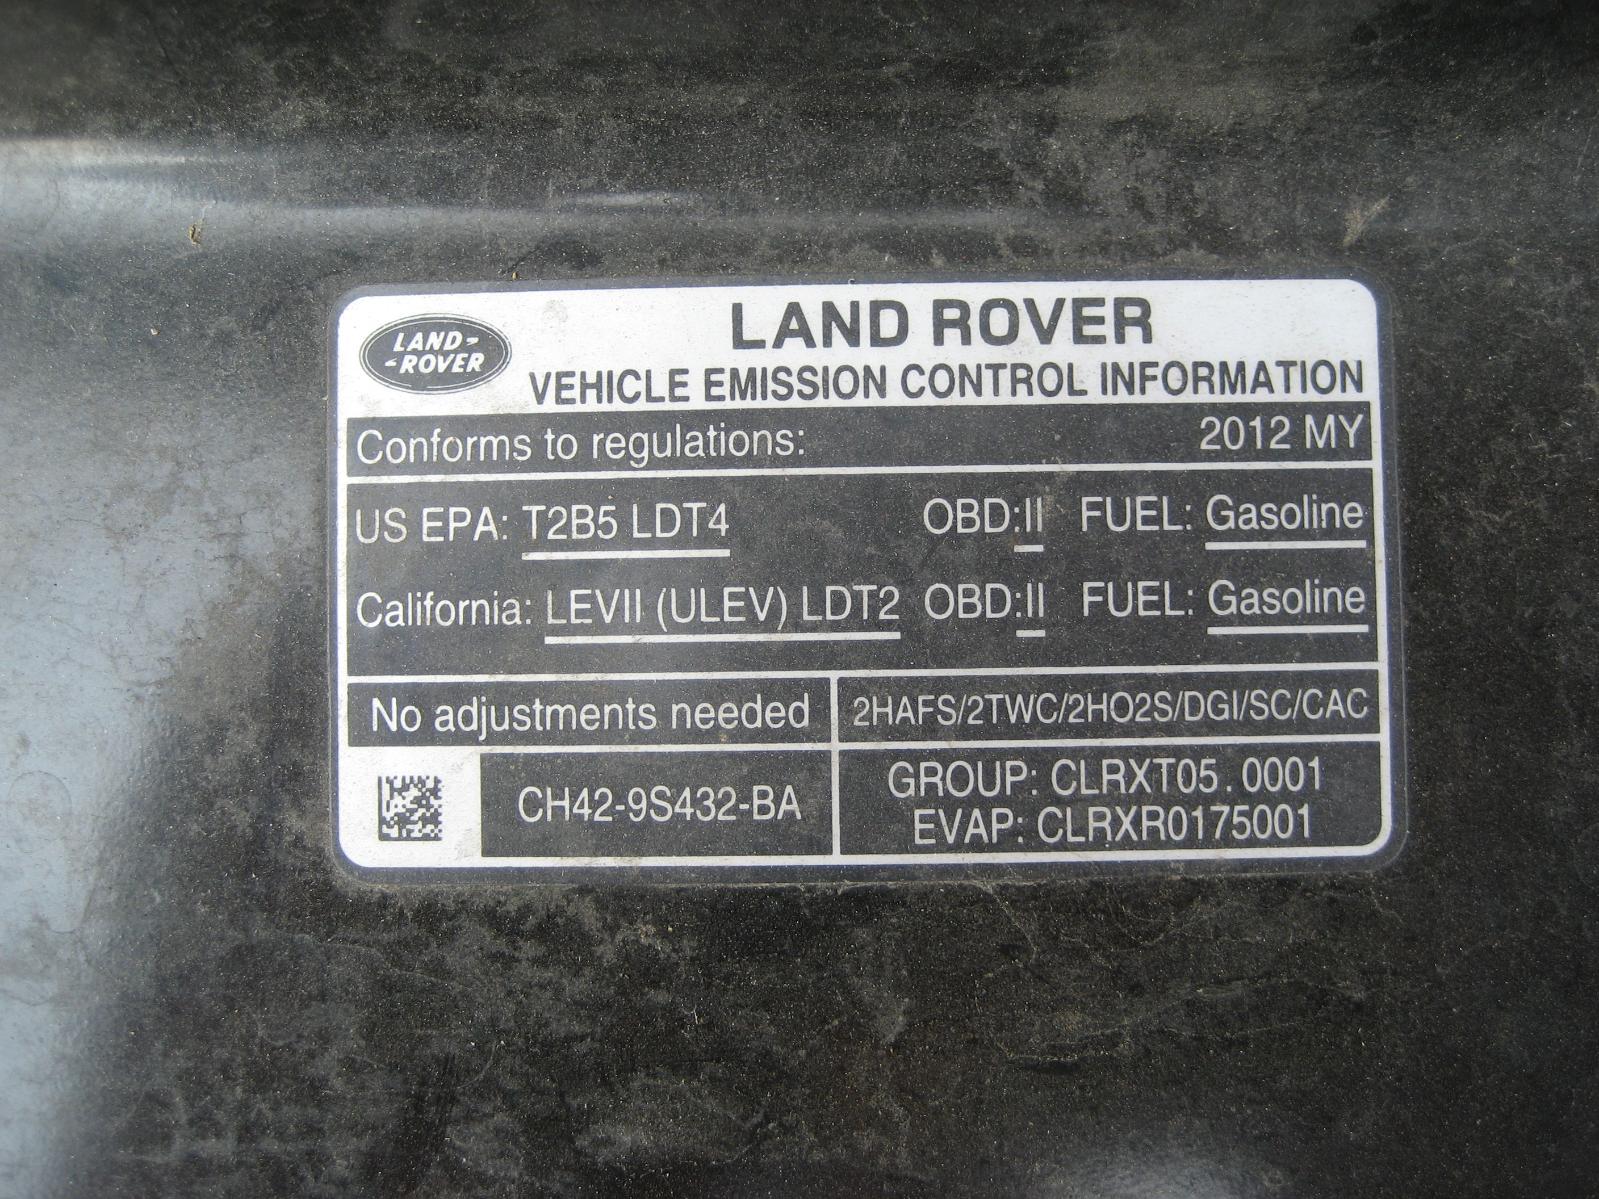 LAND-
-ROVER
LAND ROVER
VEHICLE EMISSION CONTROL INFORMATION
Conforms to regulations: 2012 MY
US EPA: T2B5 LDT4 OBD:II FUEL: Gasoline
California: LEVII (ULEV) LDT2 OBD:II FUEL: Gasoline
No adjustments needed 2HAFS/2TWC/2HO2S/DGI/SC/CAC
CH42-9S432-BA
GROUP: CLRXT05.0001
EVAP: CLRXR0175001